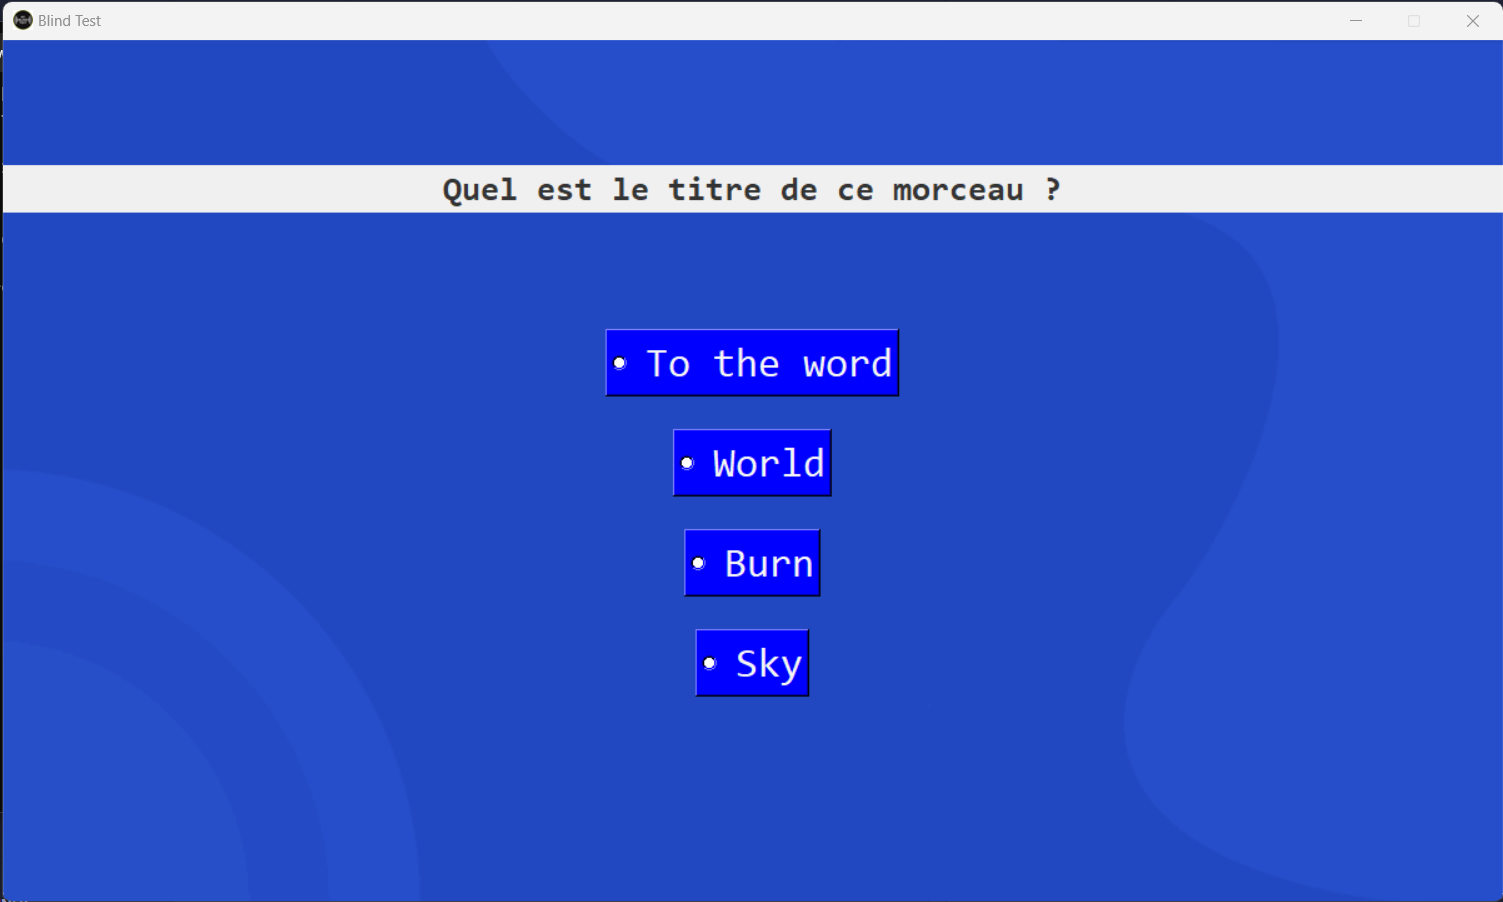 Blind Test
Quel est le titre de ce morceau ?
To the word
World
Burn
Sky